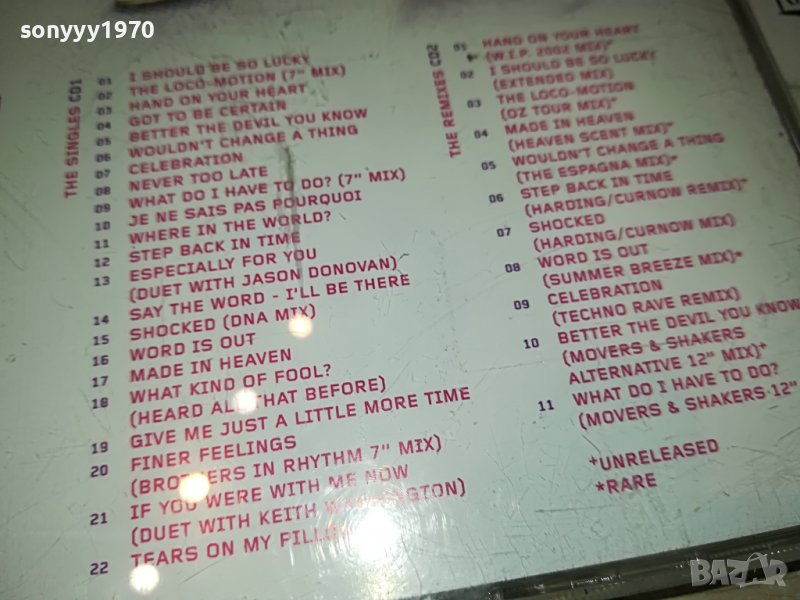 sonyyy1970
THE SINGLES CD1
01 I SHOULD BE SO LUCKY
02 THE LOCO-MOTION (7" MIX)
03 HAND ON YOUR HEART
04 GOT TO BE CERTAIN
05 BETTER THE DEVIL YOU KNOW
06 WOULDN'T CHANGE A THING
07 CELEBRATION
08 NEVER TOO LATE
09 WHAT DO I HAVE TO DO? (7" MIX)
10 JE NE SAIS PAS POURQUOI
11 WHERE IN THE WORLD?
12 STEP BACK IN TIME
13 ESPECIALLY FOR YOU
(DUET WITH JASON DONOVAN)
14 SAY THE WORD - I'LL BE THERE
15 SHOCKED (DNA MIX)
16 WORD IS OUT
17 MADE IN HEAVEN
18 WHAT KIND OF FOOL?
(HEARD ALL THAT BEFORE)
19 GIVE ME JUST A LITTLE MORE TIME
20 FINER FEELINGS
(BROTHERS IN RHYTHM 7" MIX)
21 IF YOU WERE WITH ME NOW
(DUET WITH KEITH WASHINGTON)
22 TEARS ON MY PILLOW
THE REMIXES CD2
01 HAND ON YOUR HEART
(W.I.P. 2002 MIX)*
02 I SHOULD BE SO LUCKY
(EXTENDED MIX)
03 THE LOCO-MOTION
(OZ TOUR MIX)*
04 MADE IN HEAVEN
(HEAVEN SCENT MIX)*
05 WOULDN'T CHANGE A THING
(THE ESPAGNA MIX)*
06 STEP BACK IN TIME
(HARDING/CURNOW REMIX)*
07 SHOCKED
(HARDING/CURNOW MIX)
08 WORD IS OUT
(SUMMER BREEZE MIX)*
09 CELEBRATION
(TECHNO RAVE REMIX)
10 BETTER THE DEVIL YOU KNOW
(MOVERS & SHAKERS
ALTERNATIVE 12" MIX)+
11 WHAT DO I HAVE TO DO?
(MOVERS & SHAKERS 12"
+UNRELEASED
*RARE
BAZAR